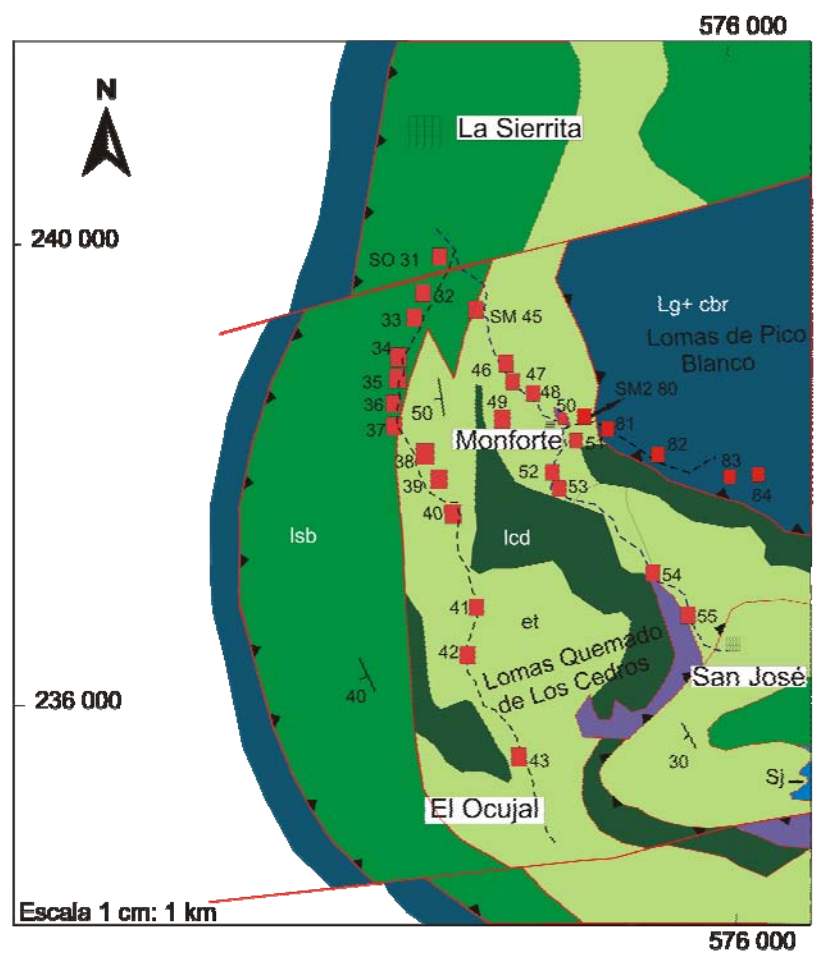 576 000
N
La Sierrita
240 000
SO 31
32
Lg+ cbr
33
SM 45
Lomas de Pico
Blanco
34
46
47
35
48
SM2 80
36
50
49
50
81
37
Monforte
51
82
38
52
83
39
53
84
40
lsb
lcd
54
41
et
55
42
Lomas Quemado
de Los Cedros
San José
40
236 000
43
30
Sj
El Ocujal
Escala 1 cm: 1 km
576 000